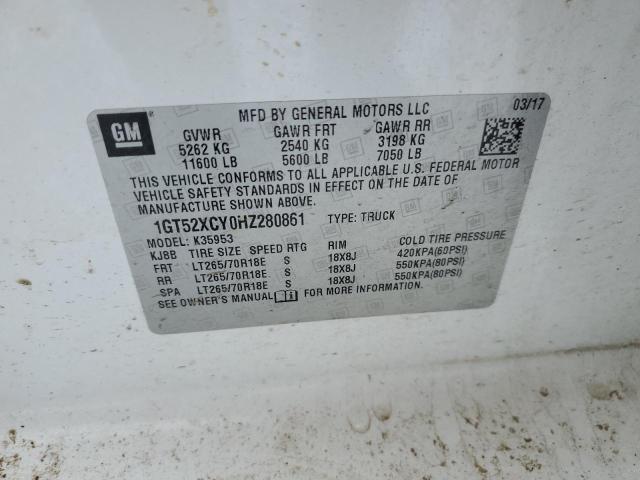 MFD BY GENERAL MOTORS LLC 03/17
GM
GVWR GAWR FRT GAWR RR
5262 KG 2540 KG 3198 KG
11600 LB 5600 LB 7050 LB
THIS VEHICLE CONFORMS TO ALL APPLICABLE U.S. FEDERAL MOTOR
VEHICLE SAFETY STANDARDS IN EFFECT ON THE DATE OF
MANUFACTURE SHOWN ABOVE.
1GT52XCY0HZ280861 TYPE: TRUCK
MODEL: K35953
KJ8B TIRE SIZE SPEED RTG RIM COLD TIRE PRESSURE
FRT LT265/70R18E S 18X8J 420KPA(60PSI)
RR LT265/70R18E S 18X8J 550KPA(80PSI)
SPA LT265/70R18E S 18X8J 550KPA(80PSI)
SEE OWNER'S MANUAL FOR MORE INFORMATION.